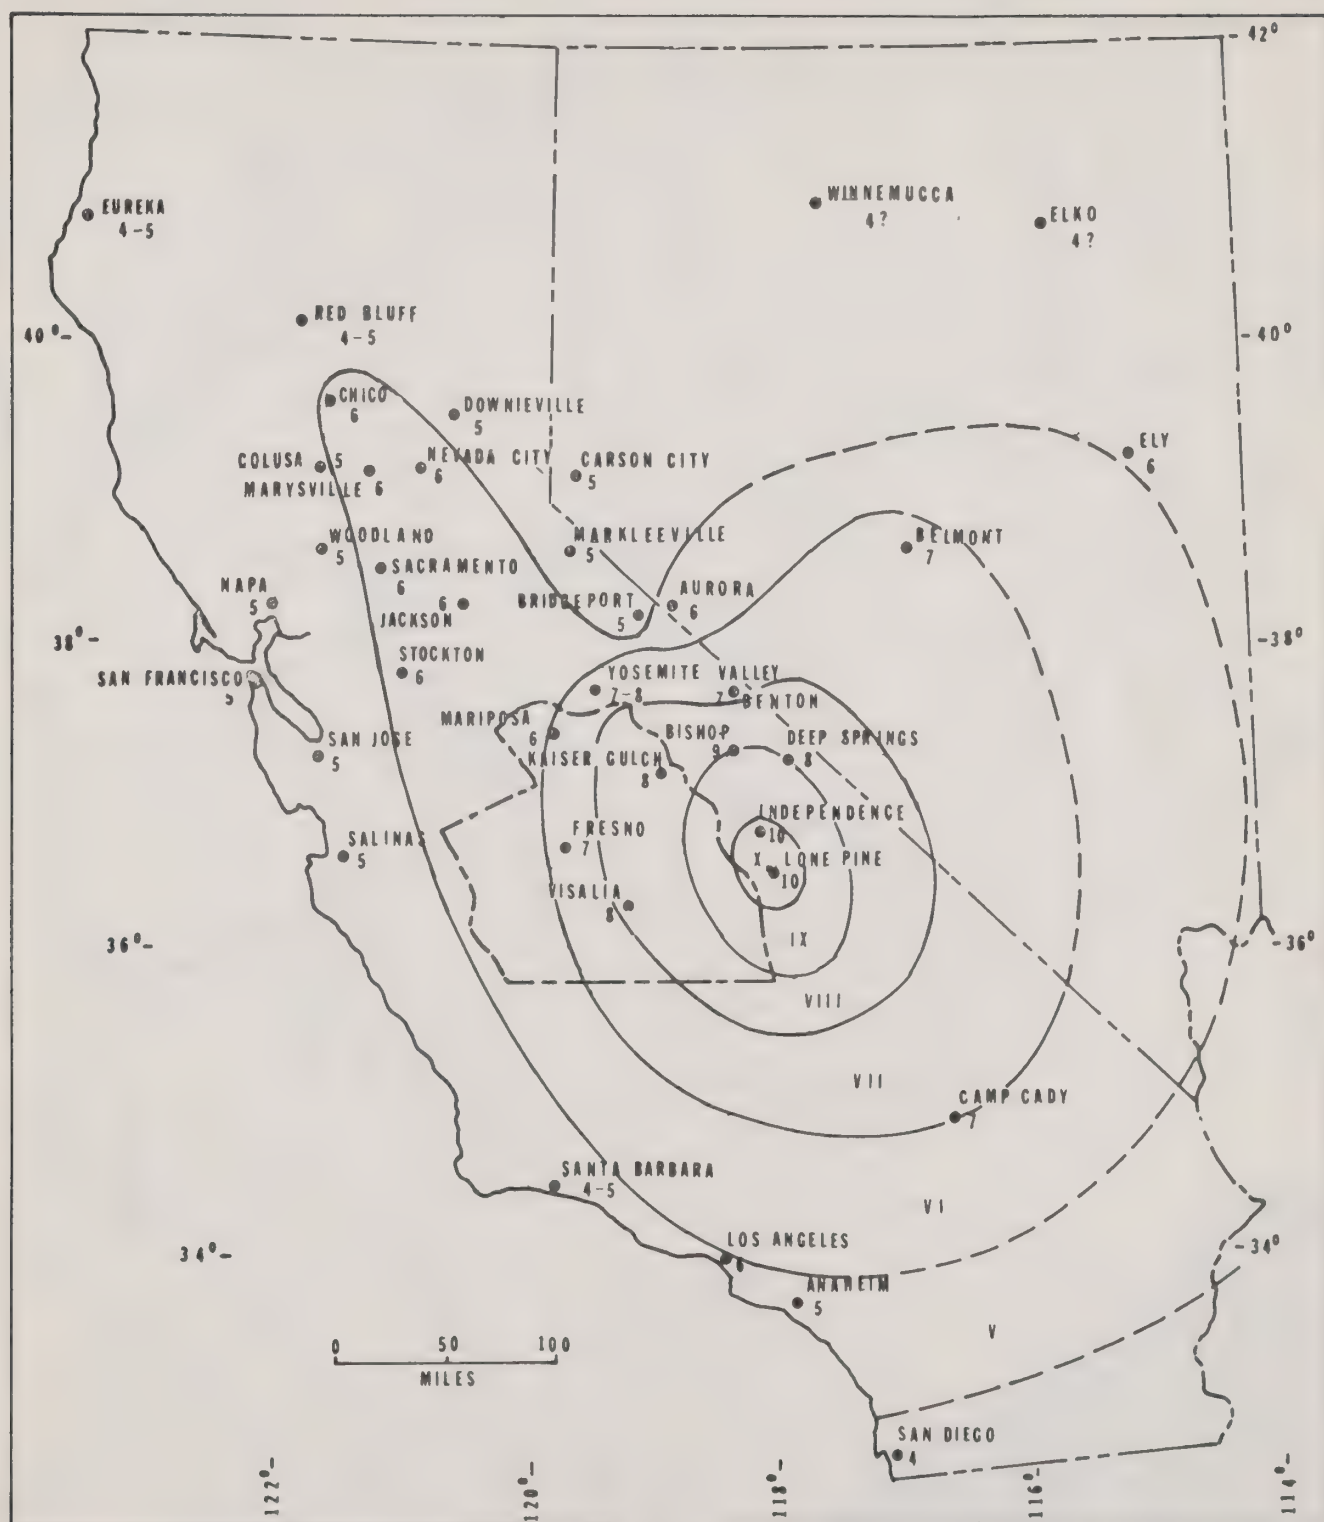 - 42°
EUREKA
4-5
WINNEMUCCA
4?
ELKO
4?
RED BLUFF
4-5
40°-
-40°
CHICO
6
DOWNIEVILLE
5
COLUSA 5
MARYSVILLE 6
NEVADA CITY
6
CARSON CITY
5
ELY
6
WOODLAND
5
MARKLEEVILLE
5
BELMONT
7
SACRAMENTO
6
NAPA
5
6
JACKSON
BRIDGEPORT
5
AURORA
6
38°-
-38°
STOCKTON
6
SAN FRANCISCO
5
YOSEMITE VALLEY
7-8
7
BENTON
MARIPOSA
6
BISHOP
9
DEEP SPRINGS
8
SAN JOSE
5
KAISER GULCH
8
INDEPENDENCE
10
FRESNO
7
SALINAS
5
X
LONE PINE
10
VISALIA
8
36°-
-36°
IX
VIII
VII
CAMP CADY
7
SANTA BARBARA
4-5
VI
LOS ANGELES
6
34°-
-34°
ANAHEIM
5
V
0 50 100
MILES
SAN DIEGO
4
122°-
120°-
118°-
116°-
114°-